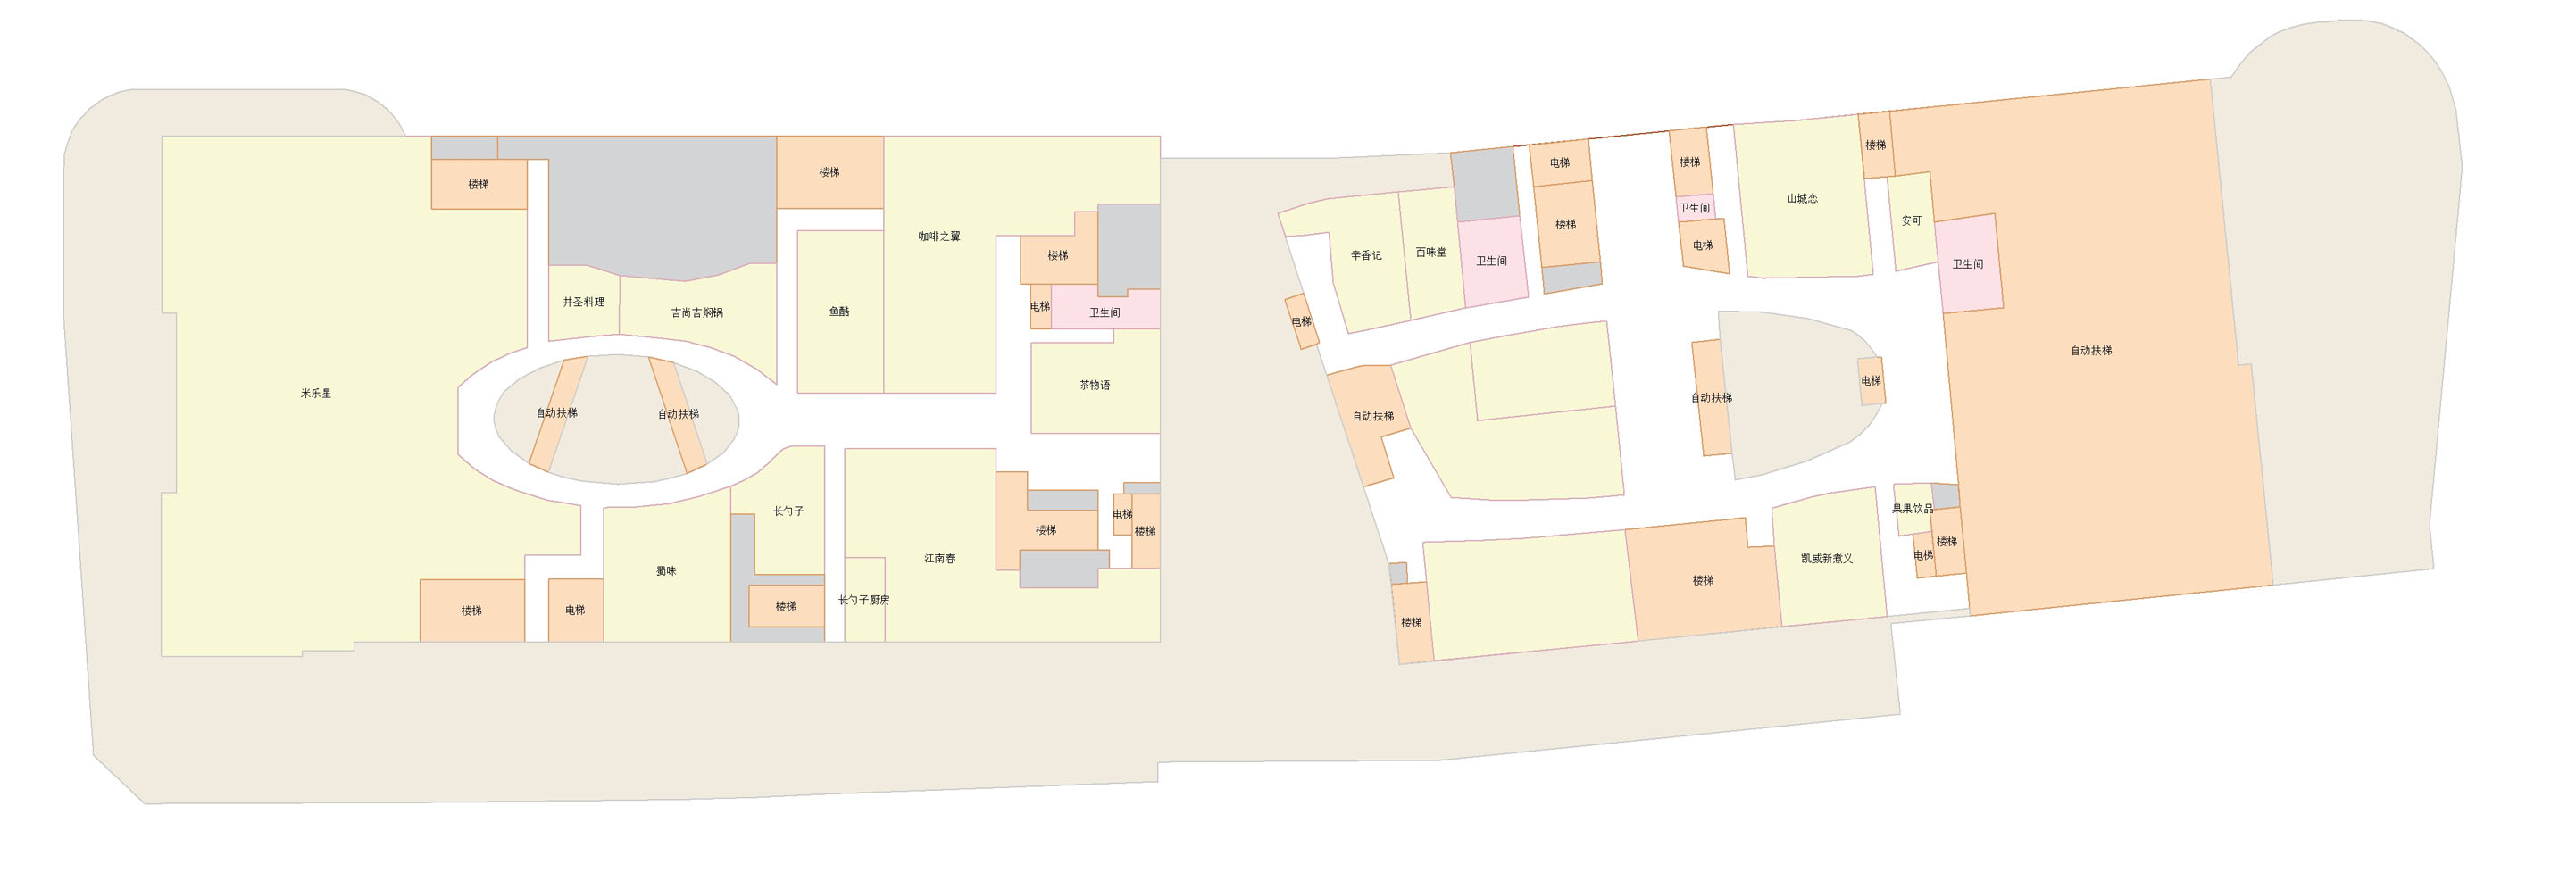 楼梯
楼梯
咖啡之翼
楼梯
井圣料理
吉尚吉焖锅
鱼酷
电梯
卫生间
米乐星
茶物语
自动扶梯
自动扶梯
长勺子
蜀味
江南春
楼梯
电梯
楼梯
楼梯
电梯
楼梯
长勺子厨房
电梯
楼梯
辛香记
百味堂
卫生间
楼梯
卫生间
电梯
山城恋
楼梯
安可
卫生间
电梯
自动扶梯
自动扶梯
电梯
自动扶梯
果果饮品
楼梯
电梯
凯威新煮义
楼梯
楼梯